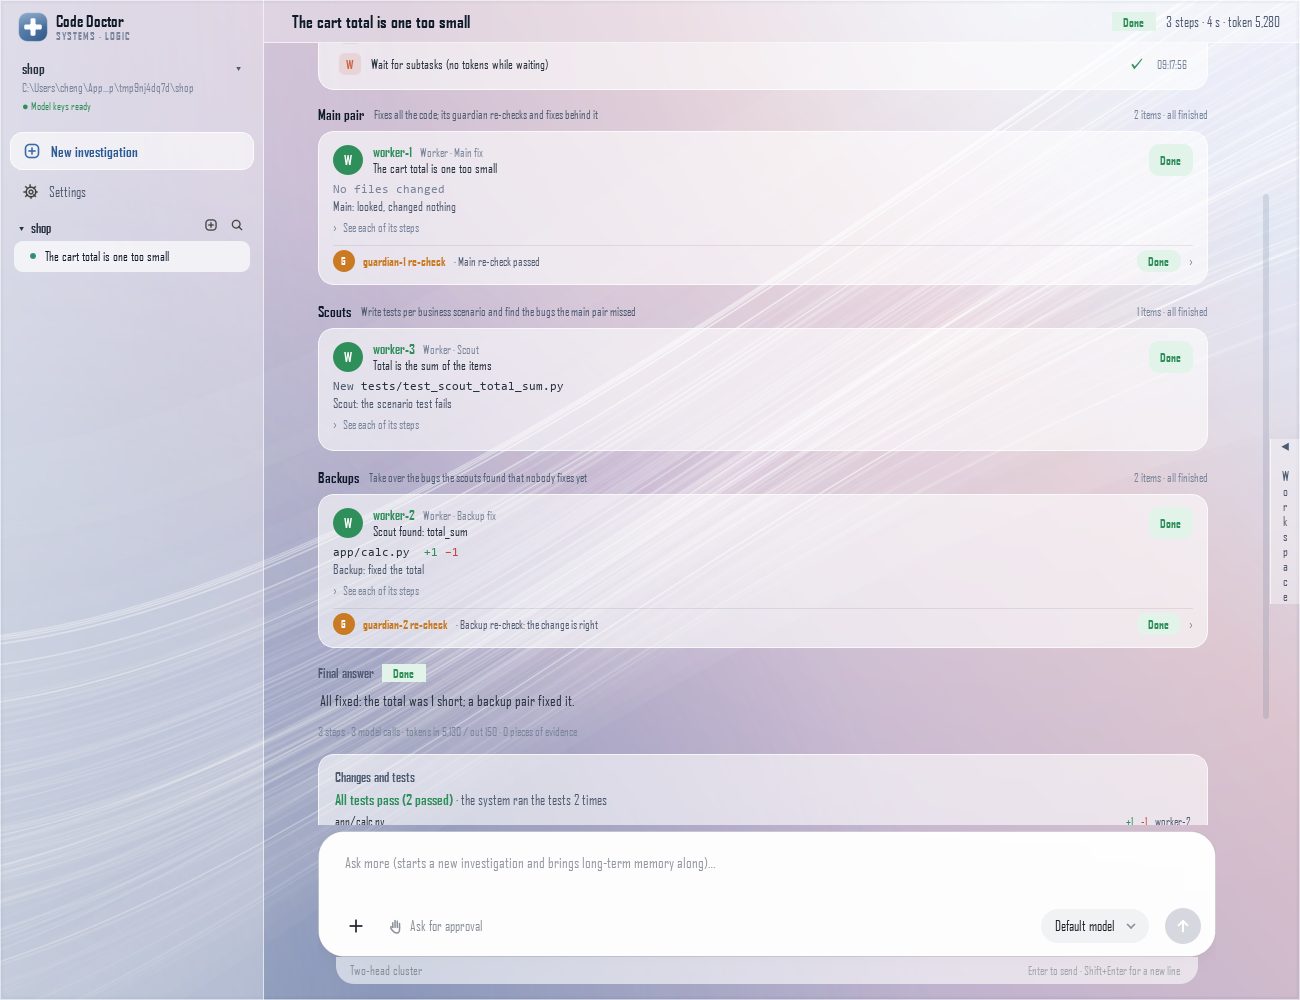 Code Doctor
SYSTEMS · LOGIC
shop
C:\Users\cheng\App...p\tmp9nj4dq7d\shop
Model keys ready
New investigation
Settings
shop
The cart total is one too small
The cart total is one too small
Done 3 steps · 4 s · token 5,280
W Wait for subtasks (no tokens while waiting) 09:17:56
Main pair Fixes all the code; its guardian re-checks and fixes behind it 2 items · all finished
W worker-1 Worker · Main fix Done
The cart total is one too small
No files changed
Main: looked, changed nothing
› See each of its steps
G guardian-1 re-check · Main re-check passed Done ›
Scouts Write tests per business scenario and find the bugs the main pair missed 1 items · all finished
W worker-3 Worker · Scout Done
Total is the sum of the items
New tests/test_scout_total_sum.py
Scout: the scenario test fails
› See each of its steps
Backups Take over the bugs the scouts found that nobody fixes yet 2 items · all finished
W worker-2 Worker · Backup fix Done
Scout found: total_sum
app/calc.py +1 −1
Backup: fixed the total
› See each of its steps
G guardian-2 re-check · Backup re-check: the change is right Done ›
Final answer Done
All fixed: the total was 1 short; a backup pair fixed it.
3 steps · 3 model calls · tokens in 5,130 / out 150 · 0 pieces of evidence
Changes and tests
All tests pass (2 passed) · the system ran the tests 2 times
app/calc.py +1 -1 worker-2
Ask more (starts a new investigation and brings long-term memory along)...
Ask for approval
Default model
Two-head cluster
Enter to send · Shift+Enter for a new line
Workspace